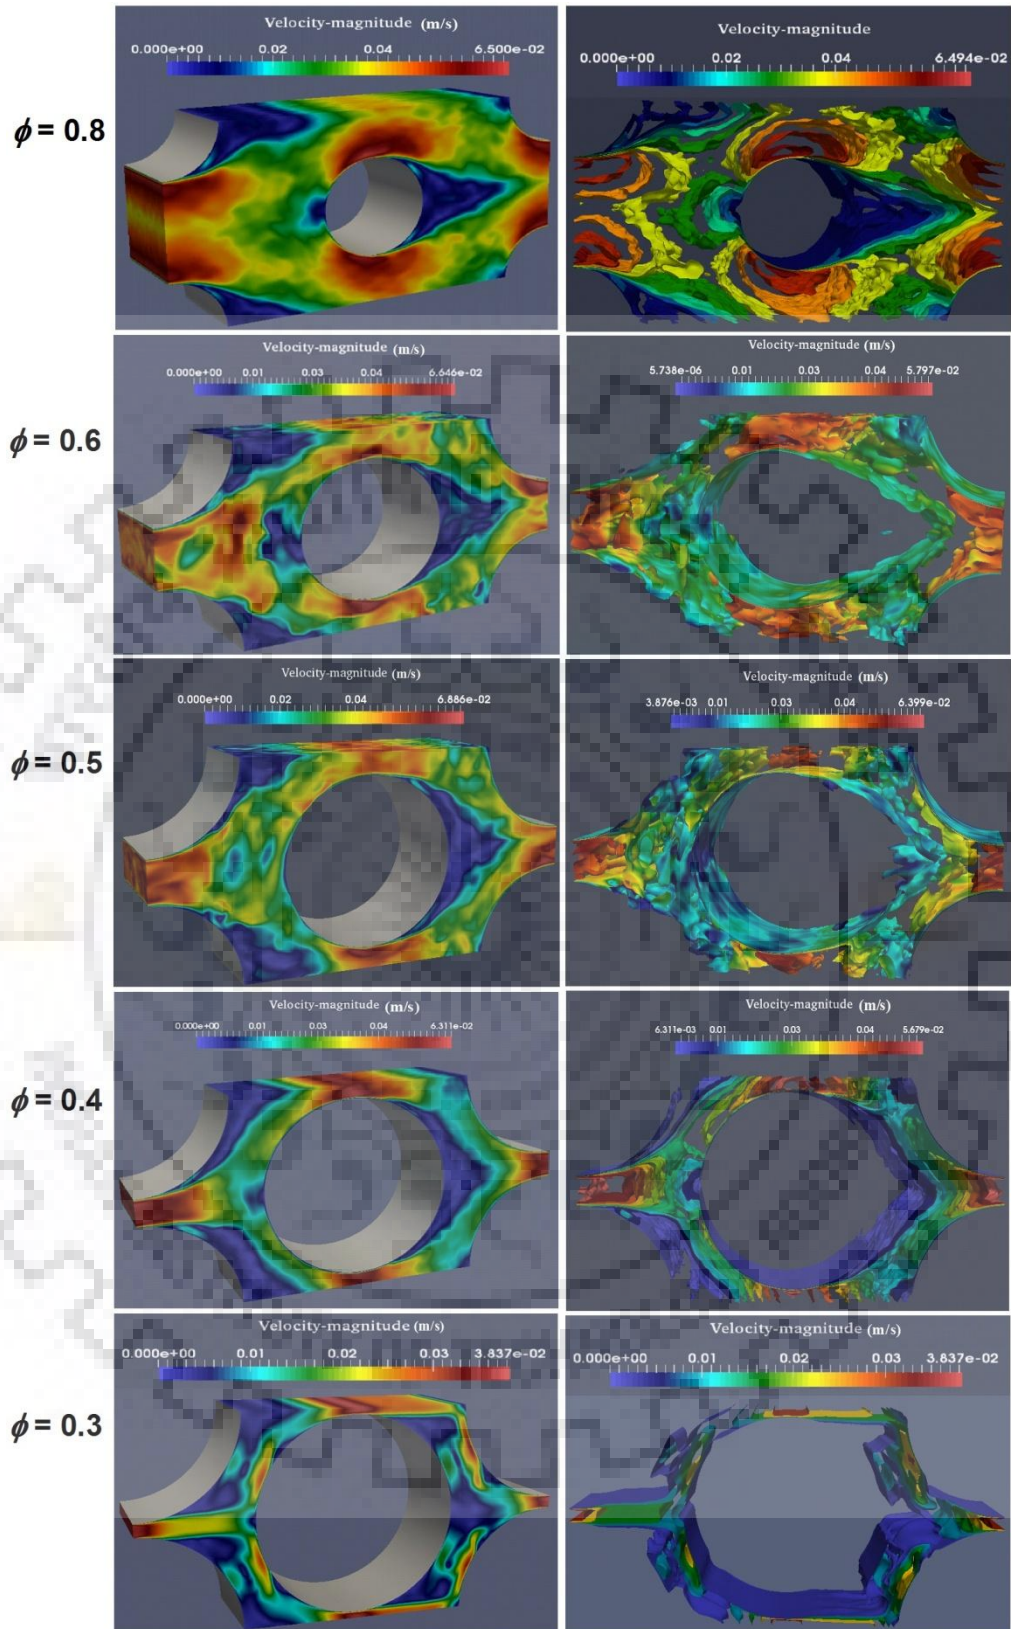 Velocity-magnitude (m/s)
0.000e+00 0.02 0.04 6.500e-02
Velocity-magnitude
0.000e+00 0.02 0.04 6.494e-02
ϕ = 0.8
Velocity-magnitude (m/s)
0.000e+00 0.01 0.03 0.04 6.646e-02
Velocity-magnitude (m/s)
5.738e-06 0.01 0.03 0.04 5.797e-02
ϕ = 0.6
Velocity-magnitude (m/s)
0.000e+00 0.02 0.04 6.886e-02
Velocity-magnitude (m/s)
3.876e-03 0.01 0.03 0.04 6.399e-02
ϕ = 0.5
Velocity-magnitude (m/s)
0.000e+00 0.01 0.03 0.04 6.311e-02
Velocity-magnitude (m/s)
6.311e-03 0.01 0.03 0.04 5.679e-02
ϕ = 0.4
Velocity-magnitude (m/s)
0.000e+00 0.01 0.02 0.03 3.837e-02
Velocity-magnitude (m/s)
0.000e+00 0.01 0.02 0.03 3.837e-02
ϕ = 0.3